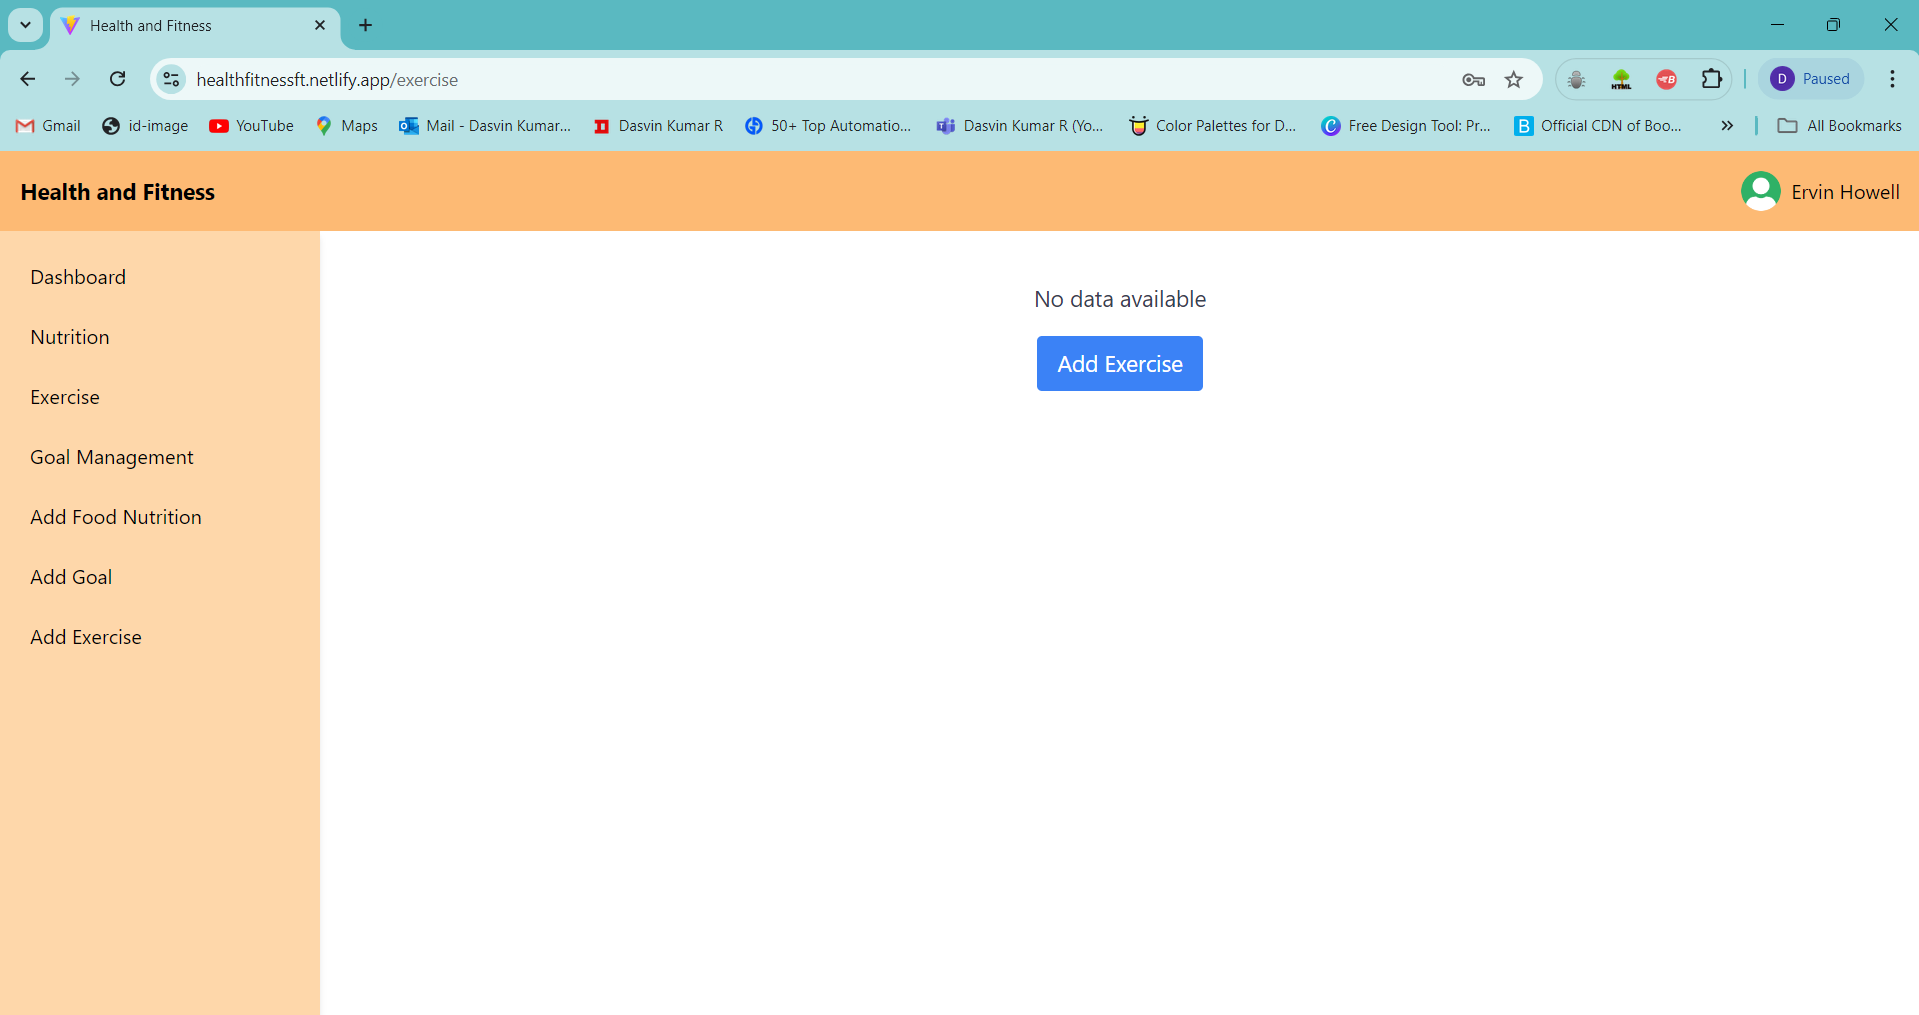 Health and Fitness
healthfitnessft.netlify.app/exercise
HTML
B
D Paused
Gmail id-image YouTube Maps Mail - Dasvin Kumar... Dasvin Kumar R 50+ Top Automatio... Dasvin Kumar R (Yo... Color Palettes for D... Free Design Tool: Pr... B Official CDN of Boo... » All Bookmarks
Health and Fitness
Ervin Howell
Dashboard
Nutrition
Exercise
Goal Management
Add Food Nutrition
Add Goal
Add Exercise
No data available
Add Exercise